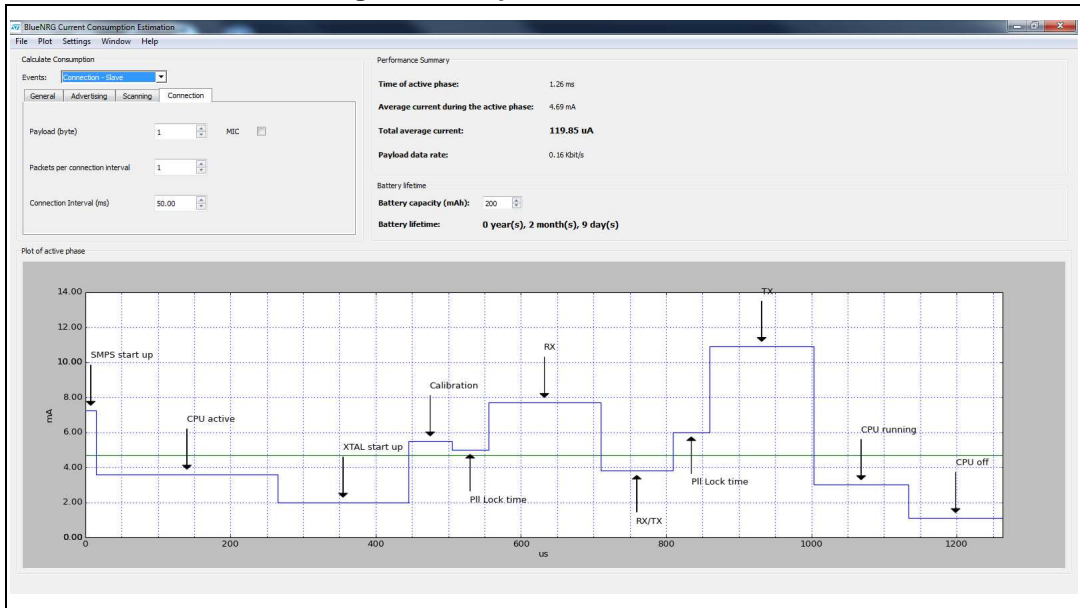 BlueNRG Current Consumption Estimation
File Plot Settings Window Help
Calculate Consumption
Events: Connection - Slave
General Advertising Scanning Connection
Payload (byte) 1 MIC
Packets per connection interval 1
Connection Interval (ms) 50.00
Performance Summary
Time of active phase: 1.26 ms
Average current during the active phase: 4.69 mA
Total average current: 119.85 uA
Payload data rate: 0.16 Kbit/s
Battery lifetime
Battery capacity (mAh): 200
Battery lifetime: 0 year(s), 2 month(s), 9 day(s)
Plot of active phase
14.00
12.00
10.00
8.00
6.00
4.00
2.00
0.00
mA
SMPS start up
CPU active
XTAL start up
Calibration
Pll Lock time
RX
RX/TX
Pll Lock time
TX
CPU running
CPU off
0 200 400 600 800 1000 1200
us